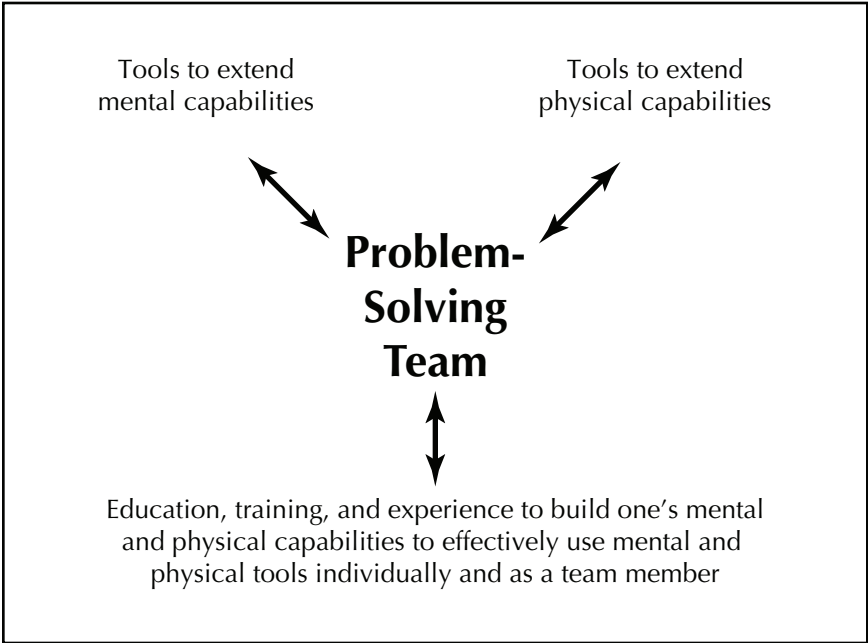 Tools to extend
mental capabilities
Tools to extend
physical capabilities
Problem-
Solving
Team
Education, training, and experience to build one’s mental
and physical capabilities to effectively use mental and
physical tools individually and as a team member